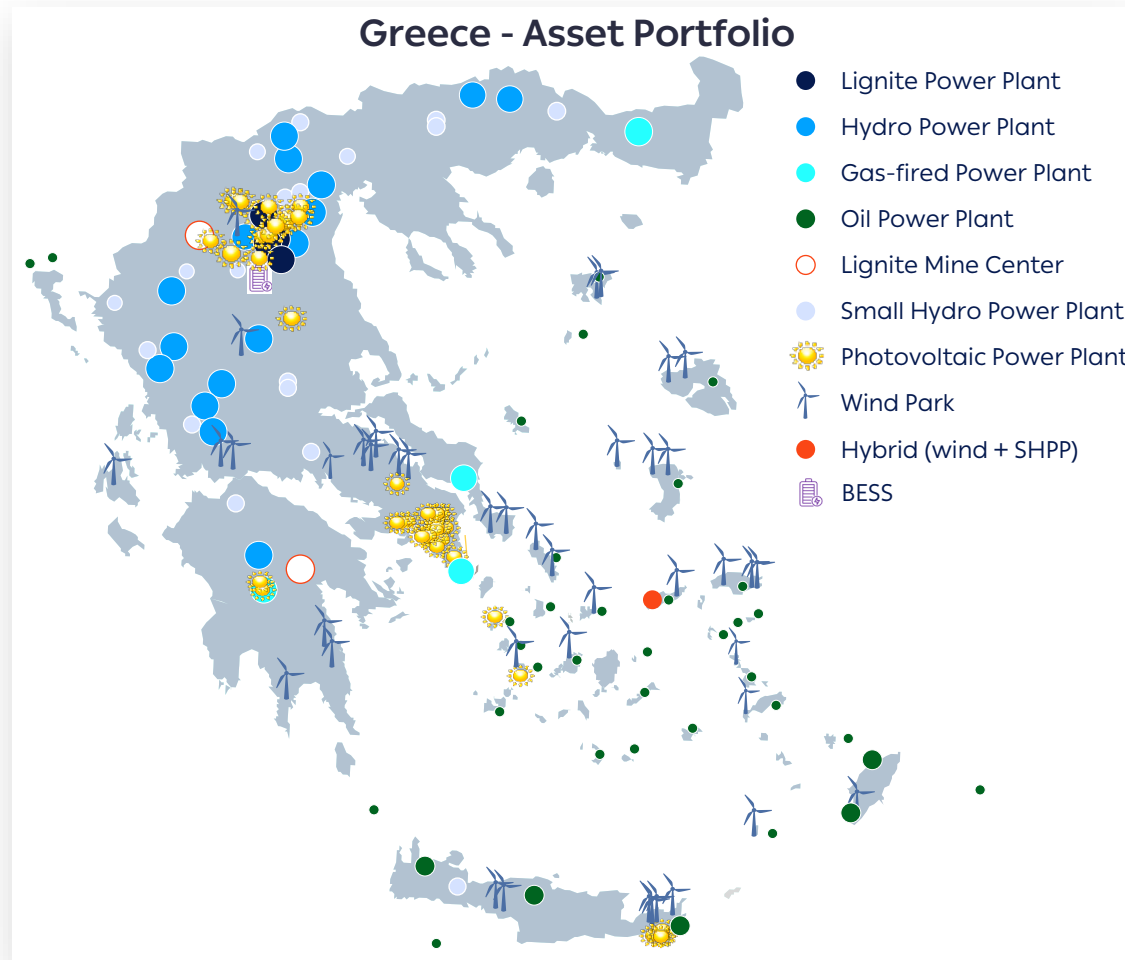 Greece - Asset Portfolio
Lignite Power Plant
Hydro Power Plant
Gas-fired Power Plant
Oil Power Plant
Lignite Mine Center
Small Hydro Power Plant
Photovoltaic Power Plant
Wind Park
Hybrid (wind + SHPP)
BESS